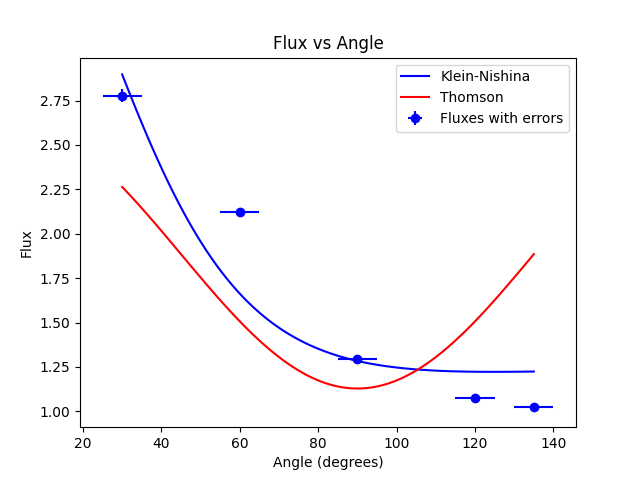 Flux vs Angle
Klein-Nishina
Thomson
Fluxes with errors
2.75
2.50
2.25
2.00
1.75
1.50
1.25
1.00
Flux
20
40
60
80
100
120
140
Angle (degrees)